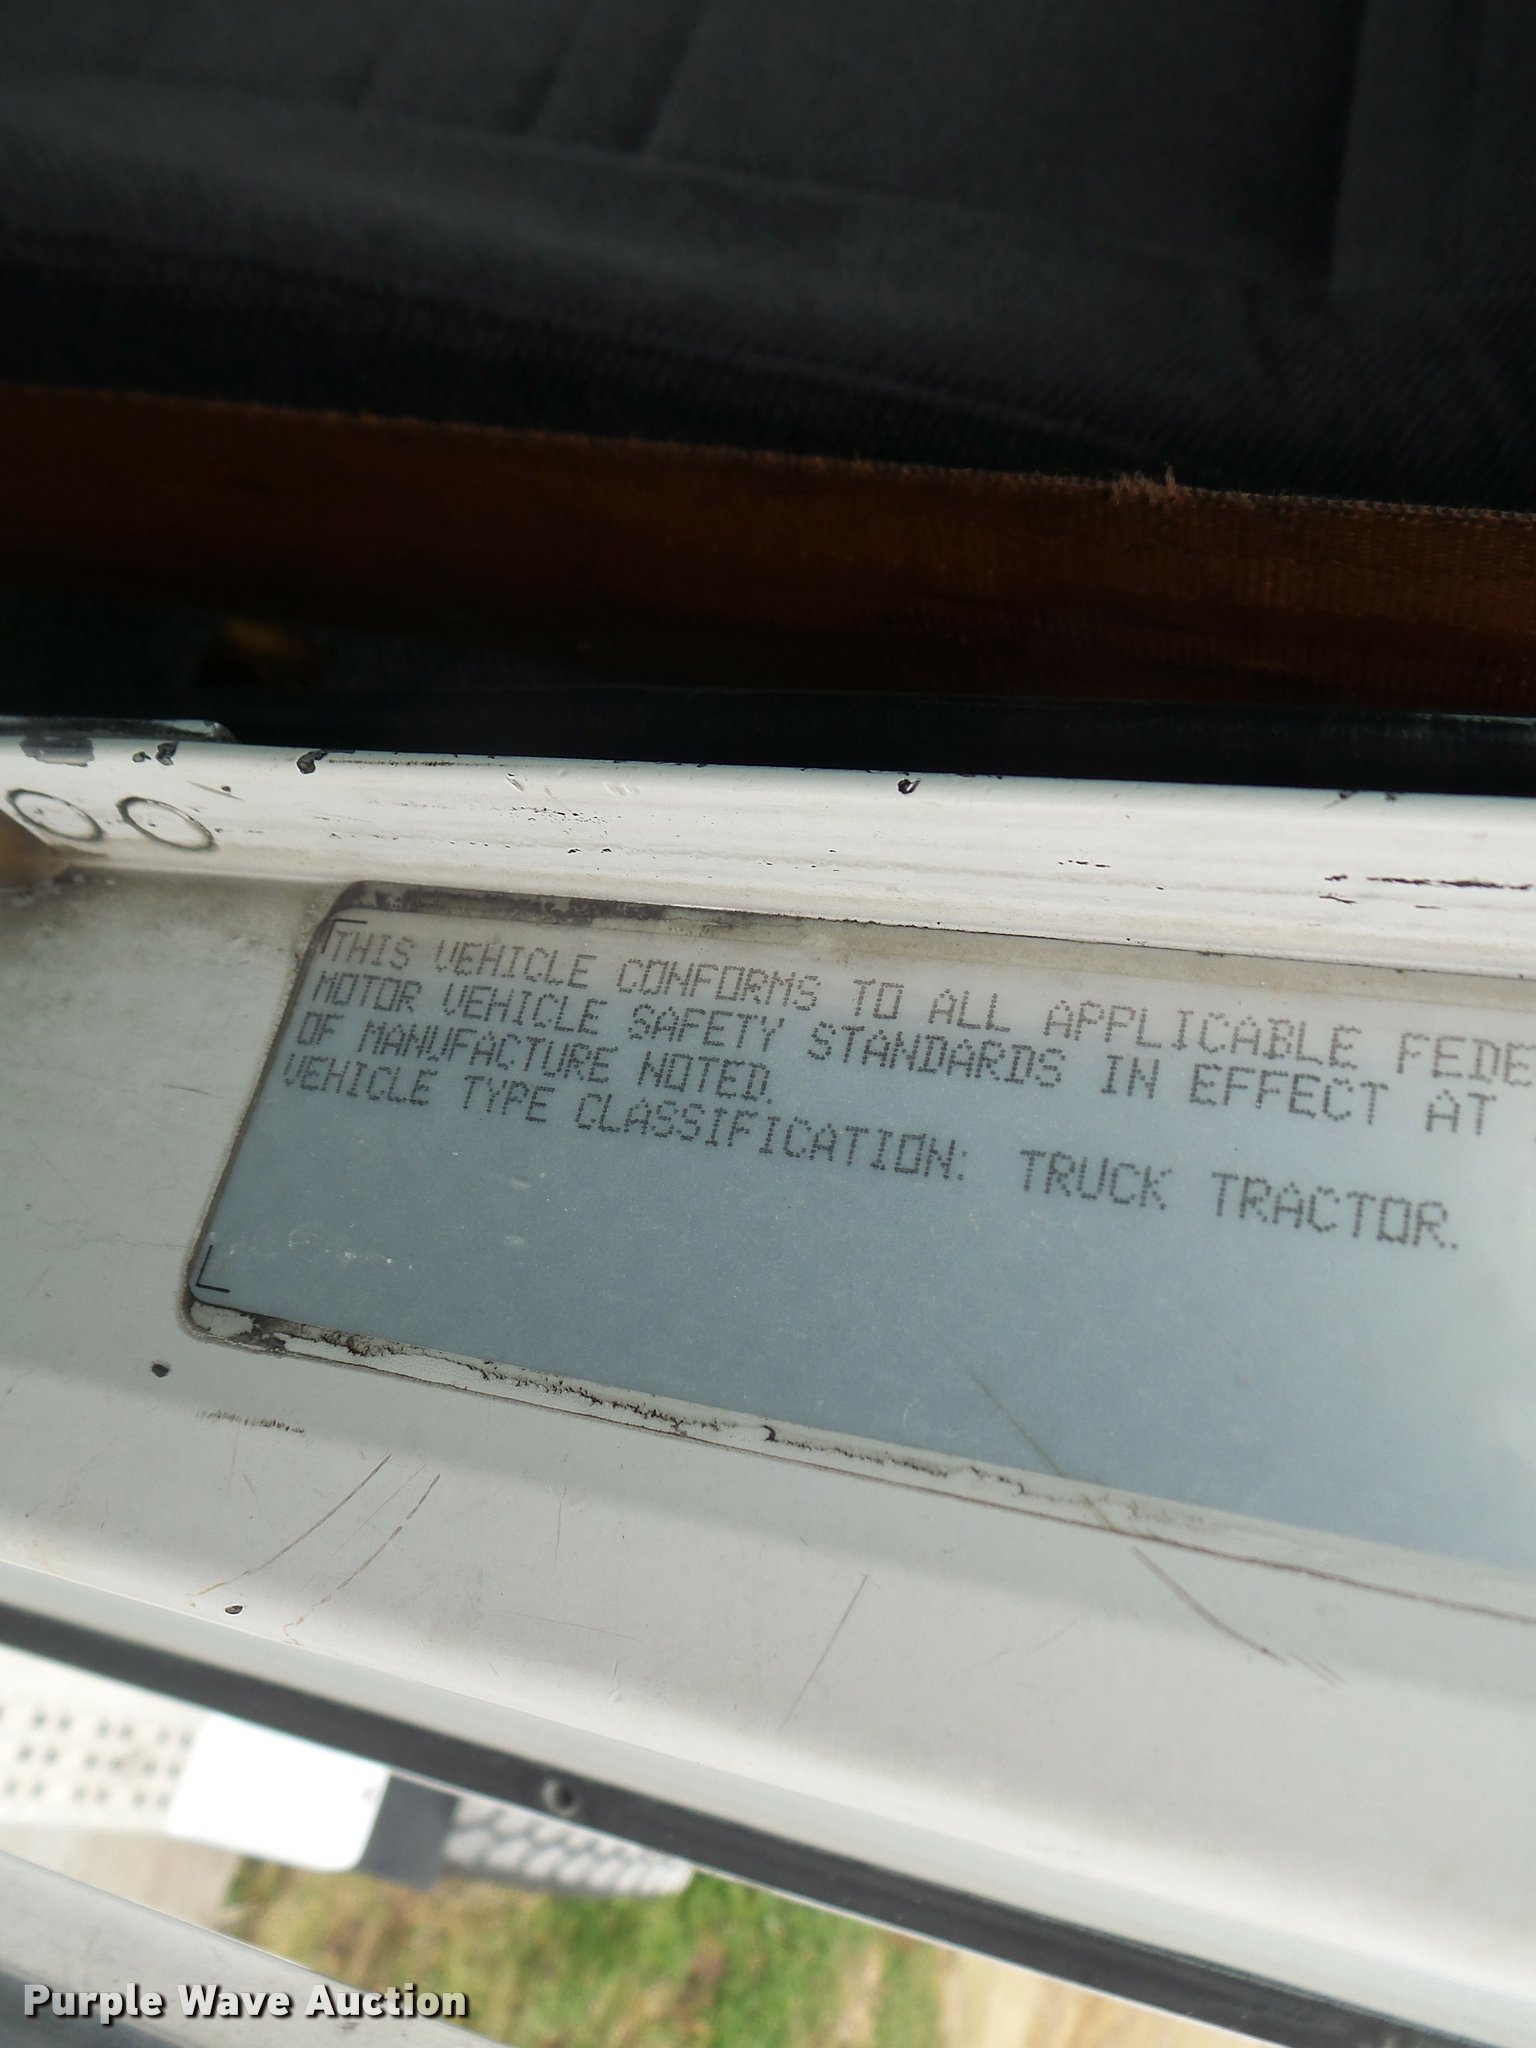 THIS VEHICLE CONFORMS TO ALL APPLICABLE FEDE
MOTOR VEHICLE SAFETY STANDARDS IN EFFECT AT
OF MANUFACTURE NOTED.
VEHICLE TYPE CLASSIFICATION: TRUCK TRACTOR.
Purple Wave Auction